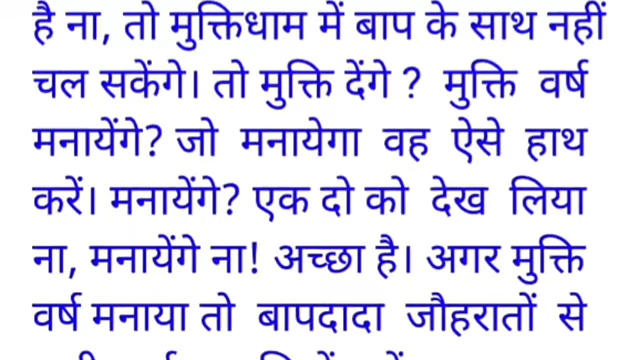 है ना, तो मुक्तिधाम में बाप के साथ नहीं
चल सकेंगे। तो मुक्ति देंगे ? मुक्ति वर्ष
मनायेंगे? जो मनायेगा वह ऐसे हाथ
करें। मनायेंगे? एक दो को देख लिया
ना, मनायेंगे ना! अच्छा है। अगर मुक्ति
वर्ष मनाया तो बापदादा जौहरातों से